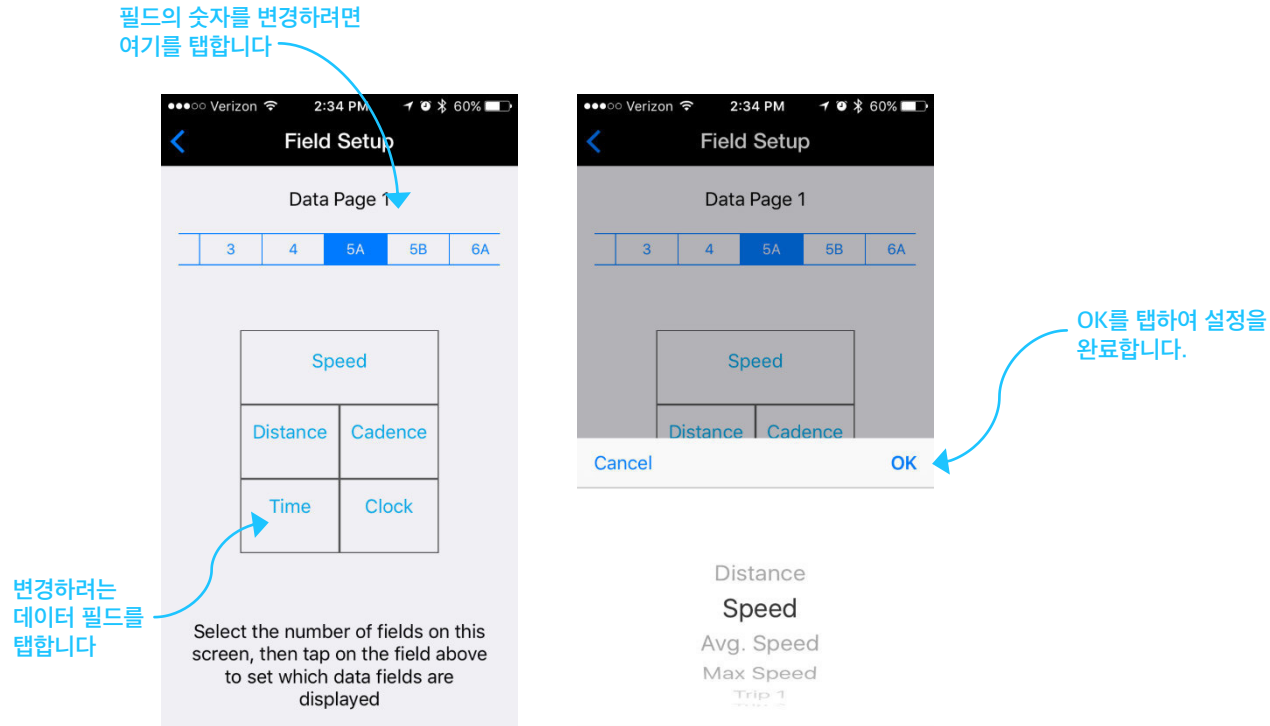 필드의 숫자를 변경하려면
여기를 탭합니다
Verizon 2:34 PM 60%
Field Setup
Data Page 1
3 4 5A 5B 6A
Speed
Distance Cadence
Time Clock
변경하려는
데이터 필드를
탭합니다
Select the number of fields on this
screen, then tap on the field above
to set which data fields are
displayed
Verizon 2:34 PM 60%
Field Setup
Data Page 1
3 4 5A 5B 6A
Speed
Distance Cadence
Cancel OK
OK를 탭하여 설정을
완료합니다.
Distance
Speed
Avg. Speed
Max Speed
Trip 1